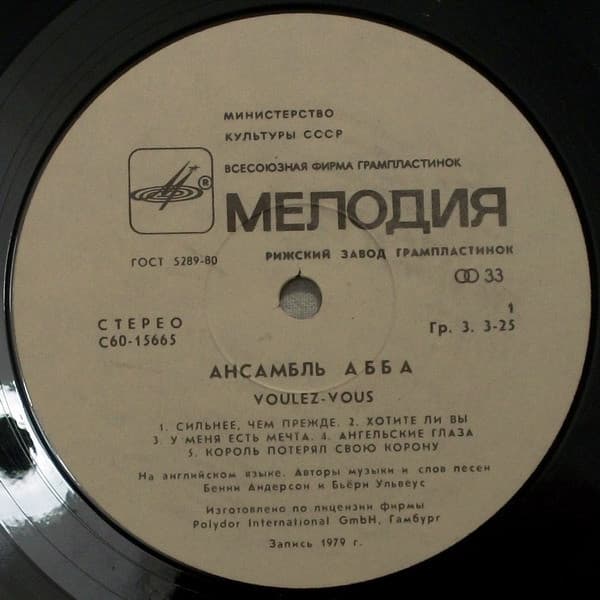 МИНИСТЕРСТВО
КУЛЬТУРЫ СССР
ВСЕСОЮЗНАЯ ФИРМА ГРАМПЛАСТИНОК
®
МЕЛОДИЯ
ГОСТ 5289-80
РИЖСКИЙ ЗАВОД ГРАМПЛАСТИНОК
33
СТЕРЕО
1
С60-15665
Гр. 3. 3-25
АНСАМБЛЬ АББА
VOULEZ-VOUS
1. СИЛЬНЕЕ, ЧЕМ ПРЕЖДЕ. 2. ХОТИТЕ ЛИ ВЫ
3. У МЕНЯ ЕСТЬ МЕЧТА. 4. АНГЕЛЬСКИЕ ГЛАЗА
5. КОРОЛЬ ПОТЕРЯЛ СВОЮ КОРОНУ
На английском языке. Авторы музыки и слов песен
Бенни Андерсон и Бьёрн Ульвеус
Изготовлено по лицензии фирмы
Polydor International GmbH, Гамбург
Запись 1979 г.